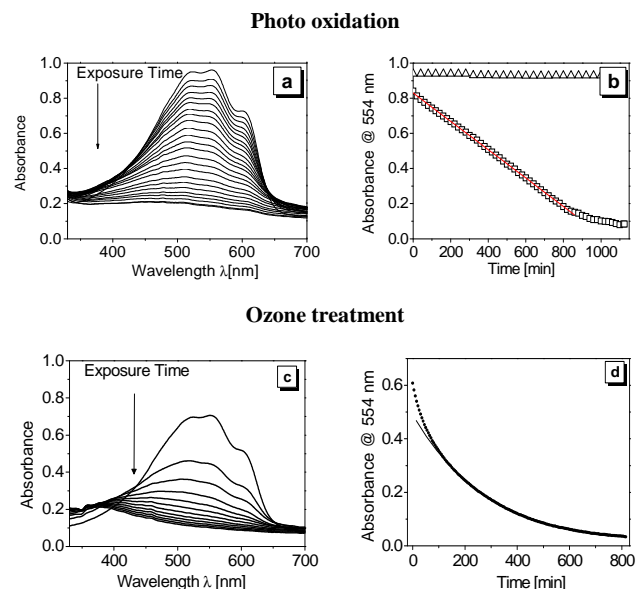 Photo oxidation
1.0
0.8
0.6
0.4
0.2
0.0
Absorbance
Exposure Time
a
400 500 600 700
Wavelength λ[nm]
1.0
0.8
0.6
0.4
0.2
0.0
Absorbance @ 554 nm
b
0 200 400 600 800 1000
Time [min]
Ozone treatment
1.0
0.8
0.6
0.4
0.2
0.0
Absorbance
Exposure Time
c
400 500 600 700
Wavelength λ [nm]
0.6
0.4
0.2
0.0
Absorbance @ 554 nm
d
0 200 400 600 800
Time [min]